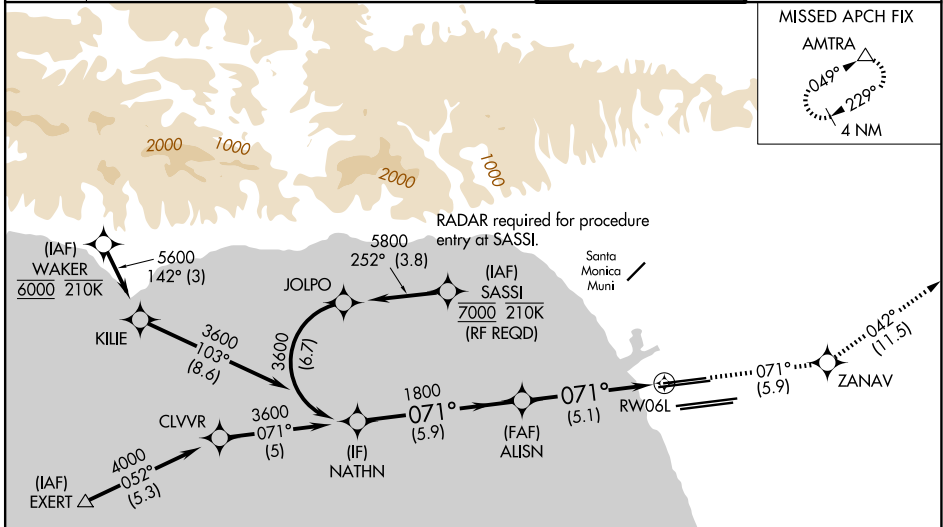 MISSED APCH FIX
AMTRA
049°
229°
4 NM
2000
1000
2000
1000
RADAR required for procedure
entry at SASSI.
(IAF)
WAKER
6000 210K
5600
142° (3)
5800
252° (3.8)
(IAF)
SASSI
7000 210K
(RF REQD)
Santa
Monica
Muni
JOLPO
KILIE
3600
103°
(8.6)
3600
(6.7)
042°
(11.5)
ZANAV
071°
(5.9)
RW06L
071°
(5.1)
1800
071°
(5.9)
(FAF)
ALISN
CLVVR
3600
071°
(5)
(IF)
NATHN
4000
052°
(5.3)
(IAF)
EXERT